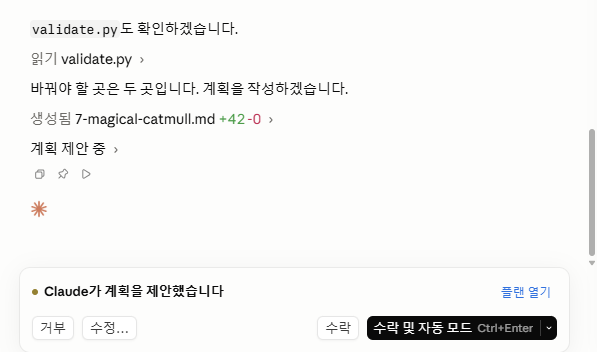 validate.py도 확인하겠습니다.
읽기 validate.py
바꿔야 할 곳은 두 곳입니다. 계획을 작성하겠습니다.
생성됨 7-magical-catmull.md +42 -0
계획 제안 중
Claude가 계획을 제안했습니다
플랜 열기
거부
수정...
수락
수락 및 자동 모드 Ctrl+Enter